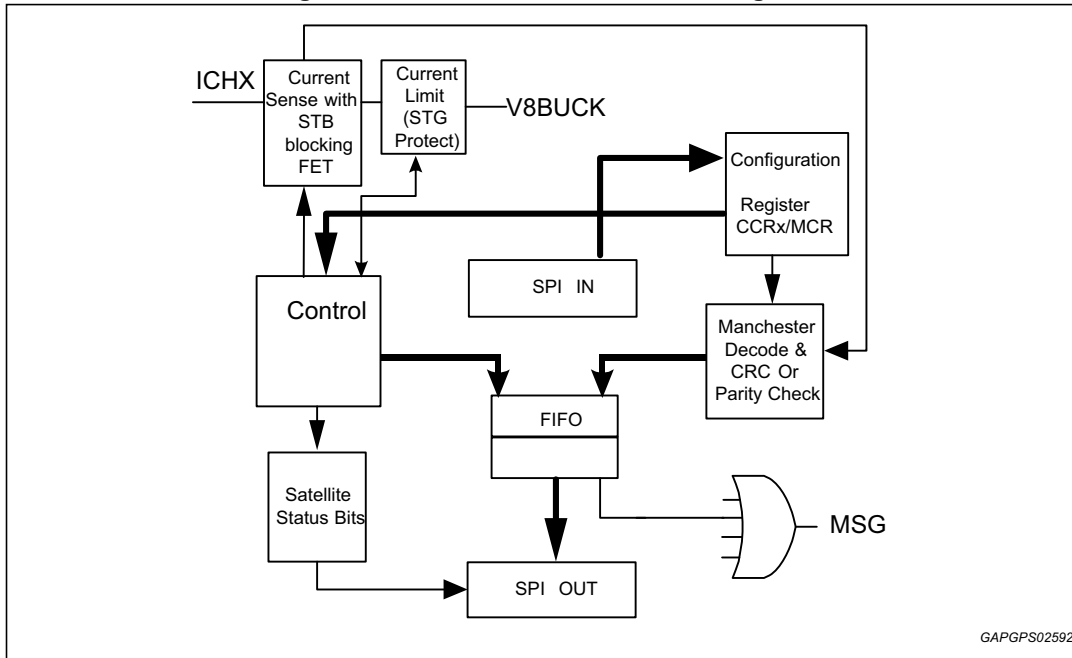 ICHX
Current
Sense with
STB
blocking
FET
Current
Limit
(STG
Protect)
V8BUCK
Configuration
Register
CCRx/MCR
SPI IN
Control
Manchester
Decode &
CRC Or
Parity Check
FIFO
Satellite
Status Bits
MSG
SPI OUT
GAPGPS02592